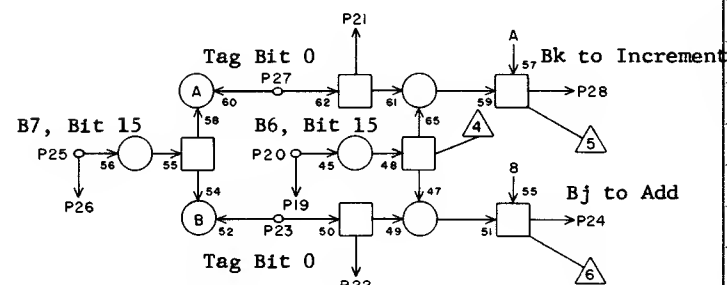 P21
Tag Bit 0
A
Bk to Increment
P27
57
A
60
62
61
59
P28
B7, Bit 15
58
B6, Bit 15
65
4
5
P25
56
55
P20
45
48
54
47
8
55
Bj to Add
P26
P19
B
52
P23
50
49
51
P24
Tag Bit 0
6
P22